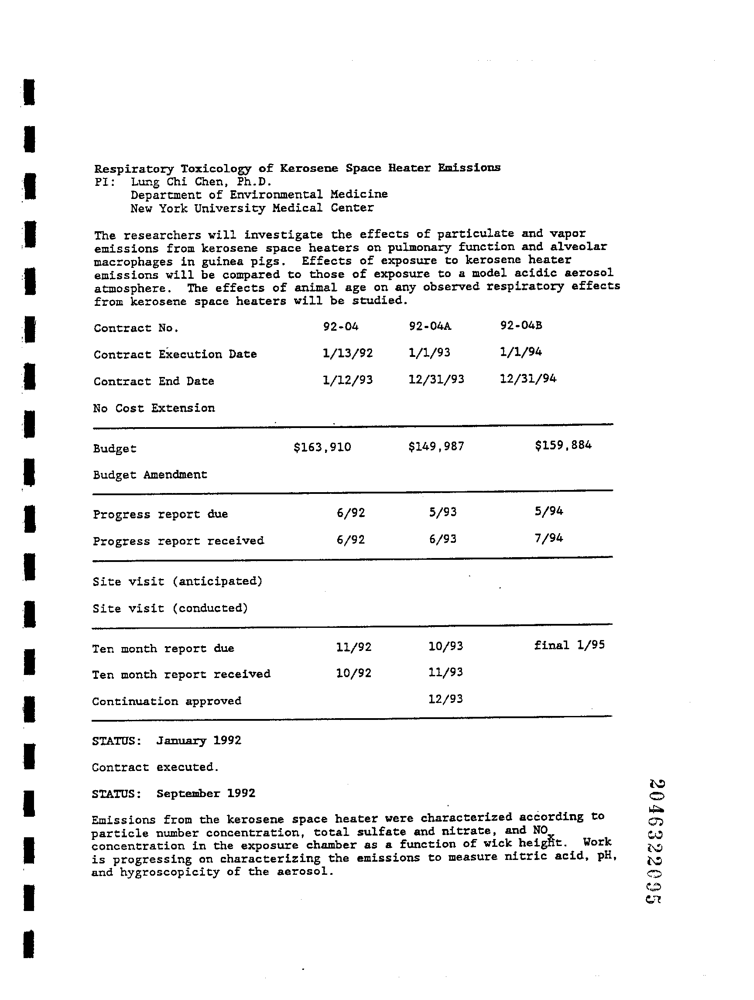 Respiratory Toxicology of Kerosene Space Heater Emissions
PI: Lung Chi Chen, Ph.D.
Department of Environmental Medicine
New York University Medical Center
The researchers will investigate the effects of particulate and vapor
emissions from kerosene space heaters on pulmonary function and alveolar
macrophages in guinea pigs. Effects of exposure to kerosene heater
emissions will be compared to those of exposure to a model acidic aerosol
atmosphere. The effects of animal age on any observed respiratory effects
from kerosene space heaters will be studied.
Contract No. 92-04 92-04A 92-04B
Contract Execution Date 1/13/92 1/1/93 1/1/94
Contract End Date 1/12/93 12/31/93 12/31/94
No Cost Extension
Budget $163,910 $149,987 $159,884
Budget Amendment
Progress report due 6/92 5/93 5/94
Progress report received 6/92 6/93 7/94
Site visit (anticipated)
Site visit (conducted)
Ten month report due 11/92 10/93 final 1/95
Ten month report received 10/92 11/93
Continuation approved 12/93
STATUS: January 1992
Contract executed.
STATUS: September 1992
Emissions from the kerosene space heater were characterized according to
particle number concentration, total sulfate and nitrate, and NOx
concentration in the exposure chamber as a function of wick height. Work
is progressing on characterizing the emissions to measure nitric acid, pH,
and hygroscopicity of the aerosol.
2046322095